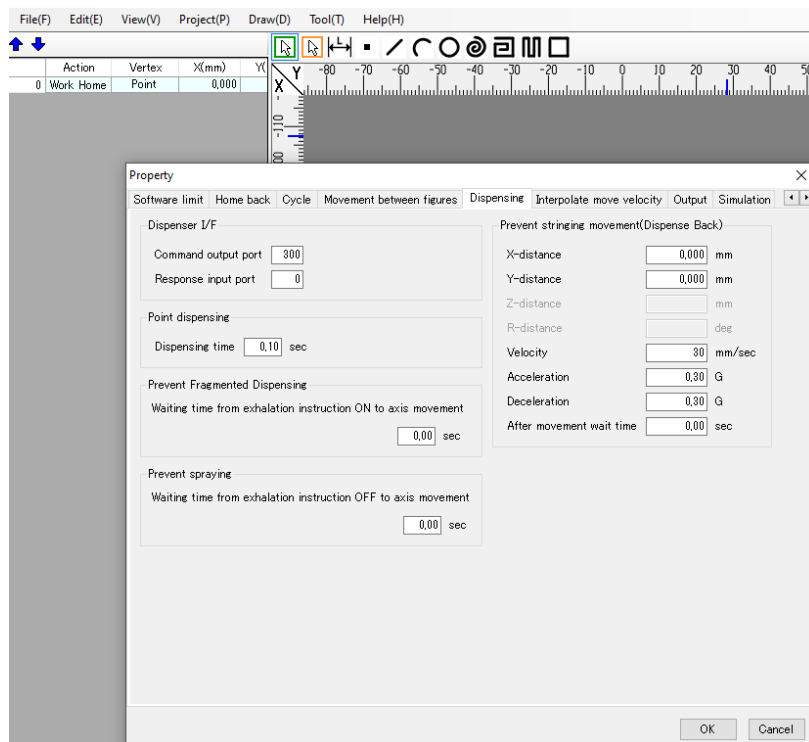 File(F) Edit(E) View(V) Project(P) Draw(D) Tool(T) Help(H)
Action Vertex X(mm) Y(
0 Work Home Point 0,000
Y
X
-80 -70 -60 -50 -40 -30 -20 -10 0 10 20 30 40
-110
Property
Software limit Home back Cycle Movement between figures Dispensing Interpolate move velocity Output Simulation
Dispenser I/F
Command output port 300
Response input port 0
Point dispensing
Dispensing time 0,10 sec
Prevent Fragmented Dispensing
Waiting time from exhalation instruction ON to axis movement
0,00 sec
Prevent spraying
Waiting time from exhalation instruction OFF to axis movement
0,00 sec
Prevent stringing movement(Dispense Back)
X-distance 0,000 mm
Y-distance 0,000 mm
Z-distance mm
R-distance deg
Velocity 30 mm/sec
Acceleration 0,30 G
Deceleration 0,30 G
After movement wait time 0,00 sec
OK Cancel